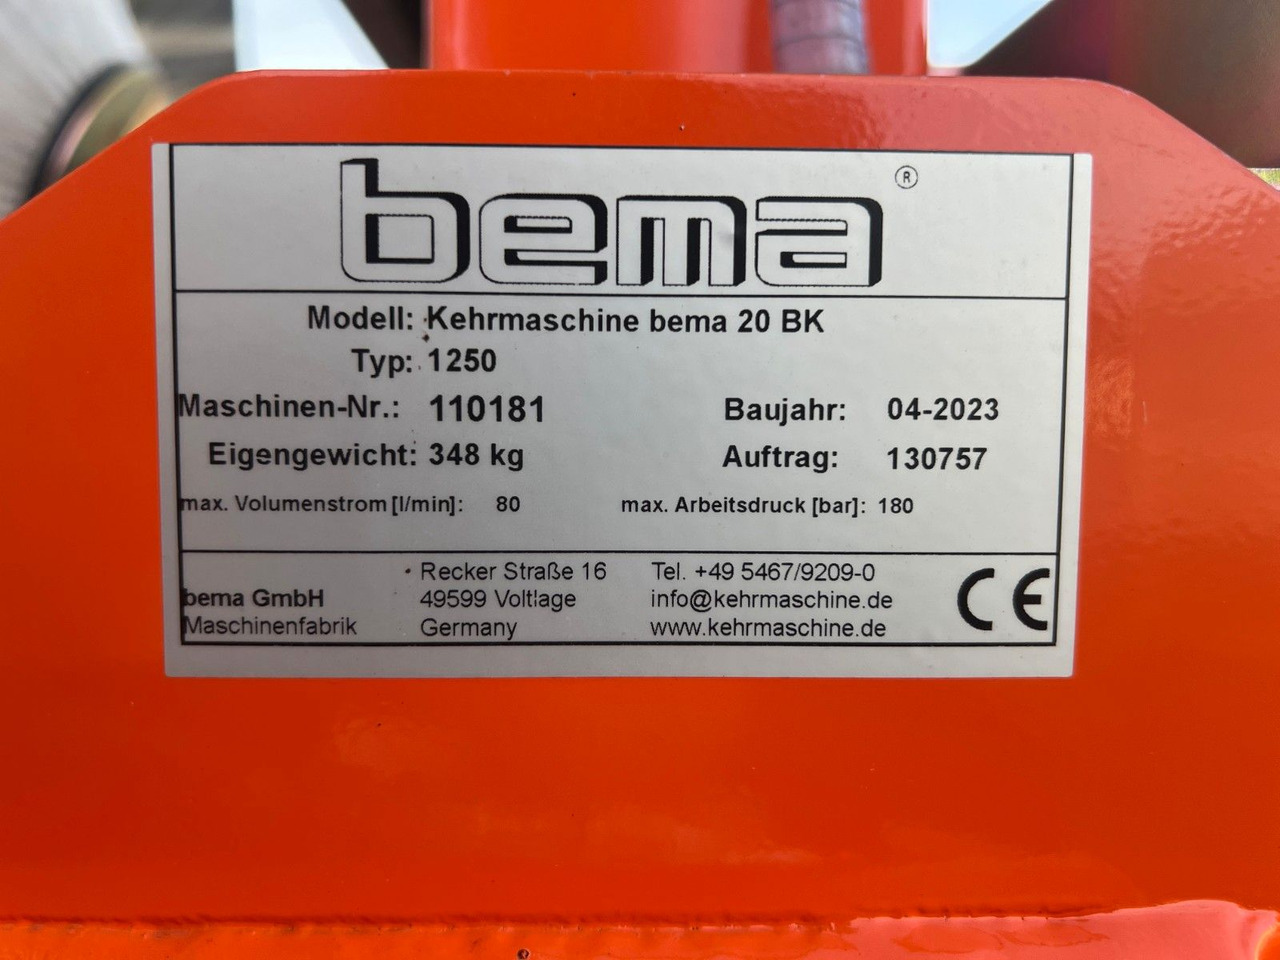 bema ®
Modell: Kehrmaschine bema 20 BK
Typ: 1250
Maschinen-Nr.: 110181 Baujahr: 04-2023
Eigengewicht: 348 kg Auftrag: 130757
max. Volumenstrom [l/min]: 80 max. Arbeitsdruck [bar]: 180
bema GmbH
Maschinenfabrik
Recker Straße 16
49599 Voltlage
Germany
Tel. +49 5467/9209-0
info@kehrmaschine.de
www.kehrmaschine.de
CE